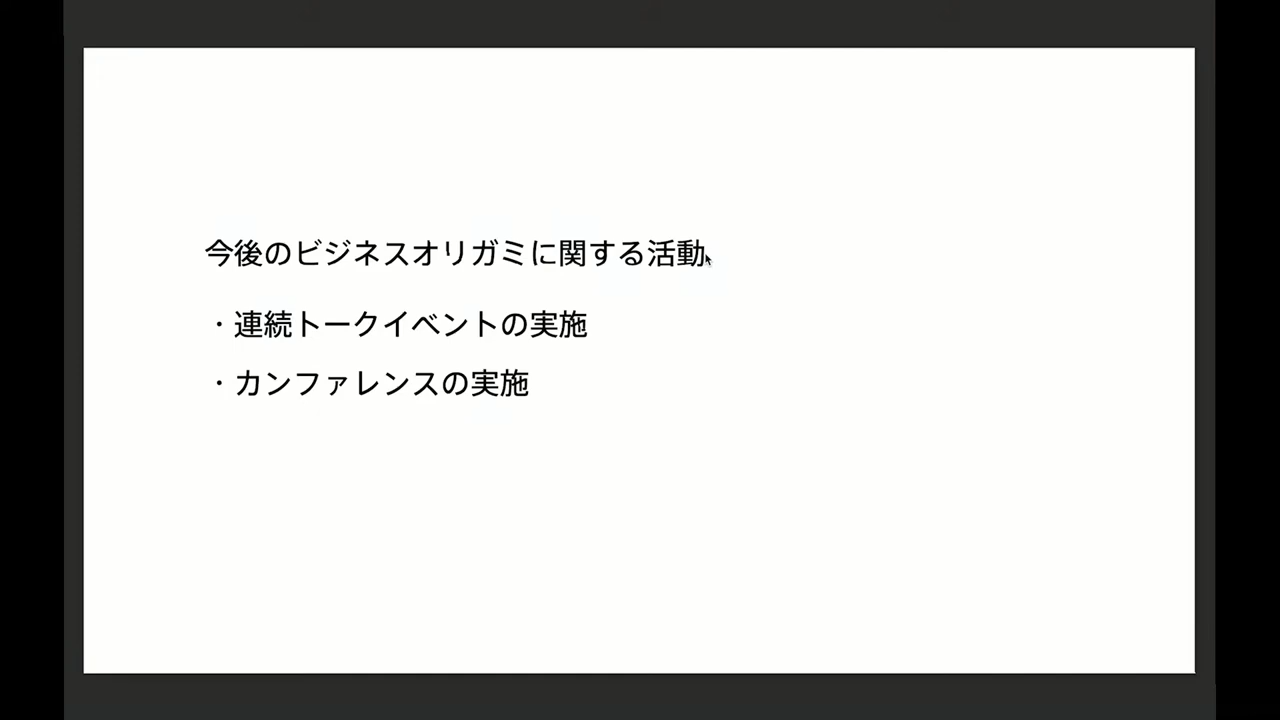 今後のビジネスオリガミに関する活動
・連続トークイベントの実施
・カンファレンスの実施